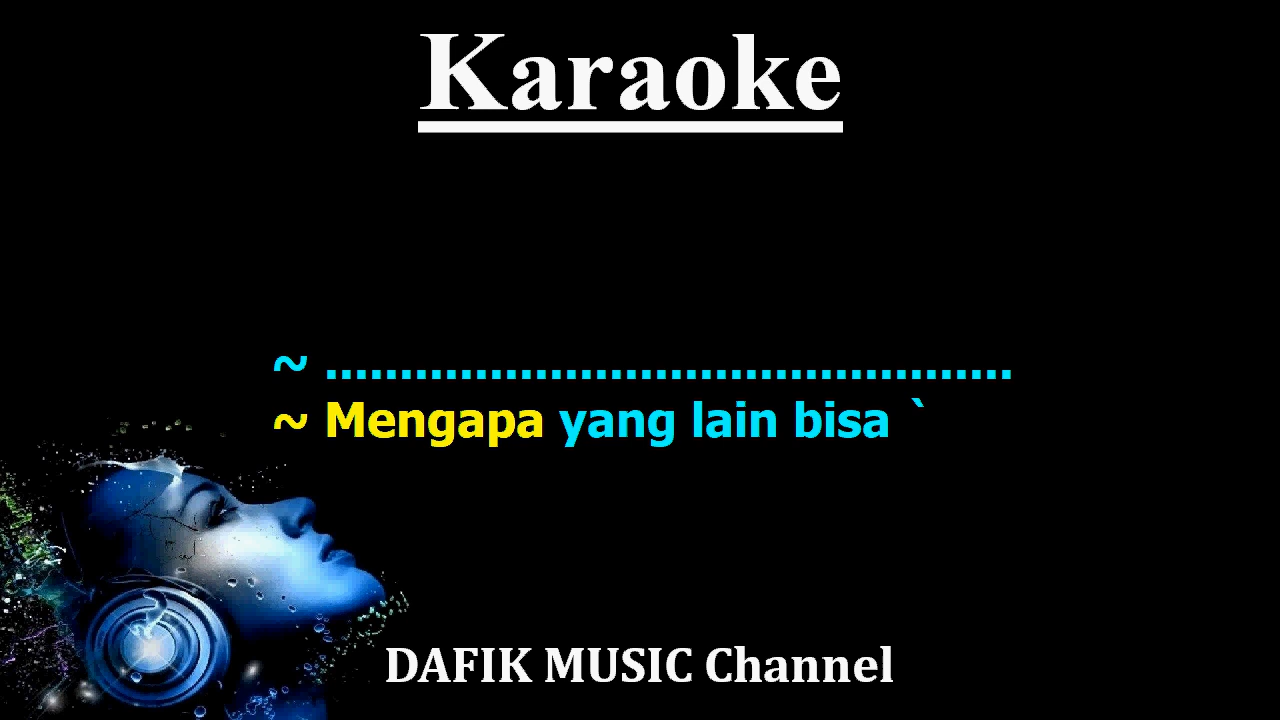 Karaoke
~ ..............................................
~ Mengapa yang lain bisa `
DAFIK MUSIC Channel